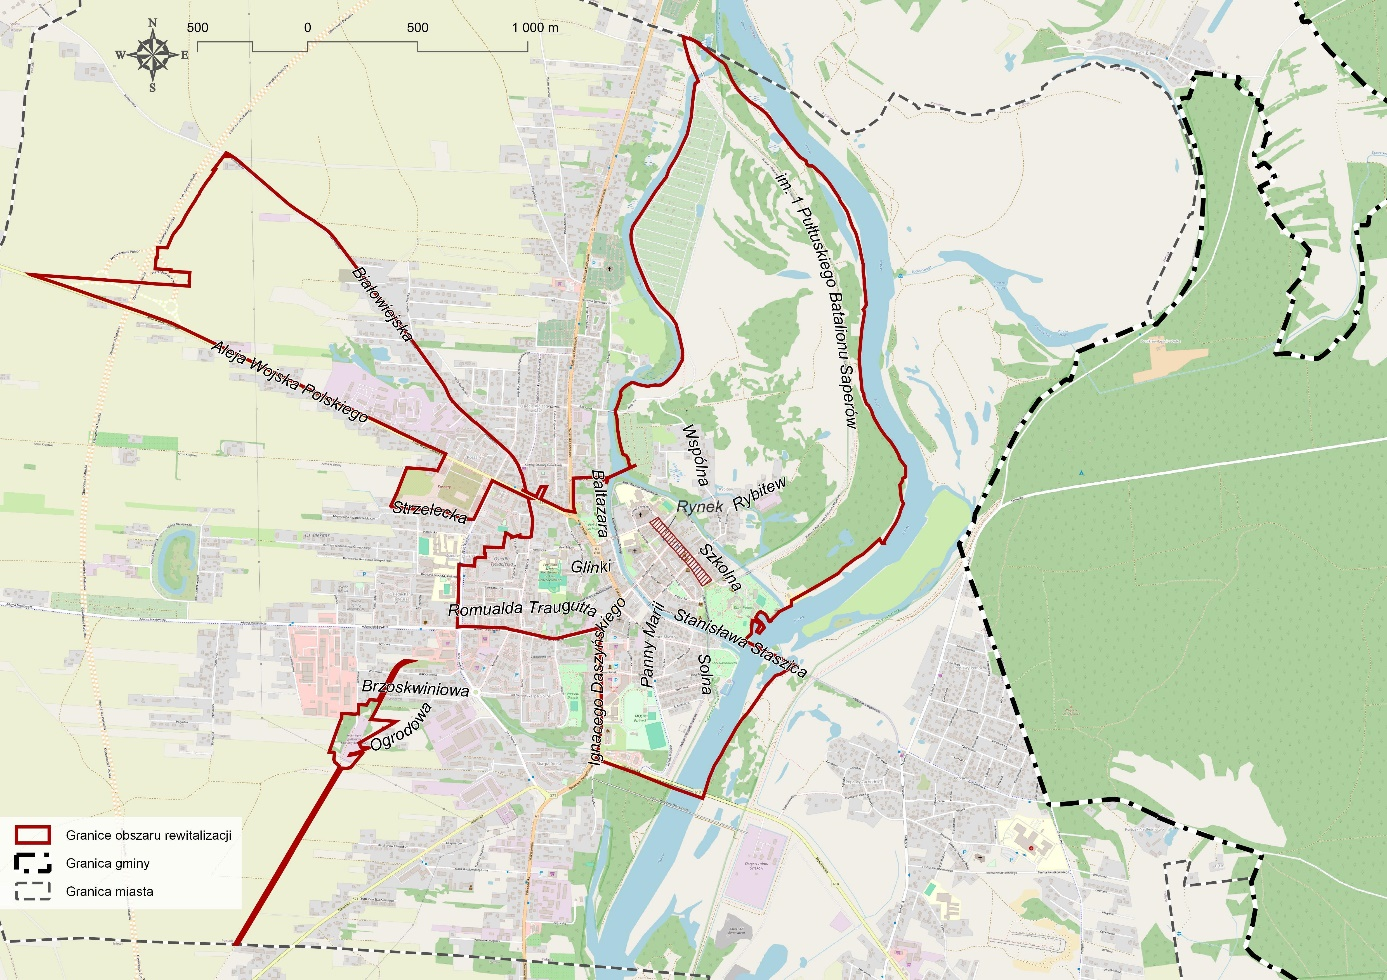 500 0 500 1 000 m
N
W E
S
im. 1 Pułtuskiego Batalionu Saperów
Białowiejska
Aleja Wojska Polskiego
Wspólna
Baltazara
Rybitew
Rynek
Strzelecka
Szkolna
Glinki
Romualda Traugutta
Stanisława Staszica
Panny Marii
Ignacego Daszyńskiego
Solna
Brzoskwiniowa
Ogrodowa
Granice obszaru rewitalizacji
Granica gminy
Granica miasta